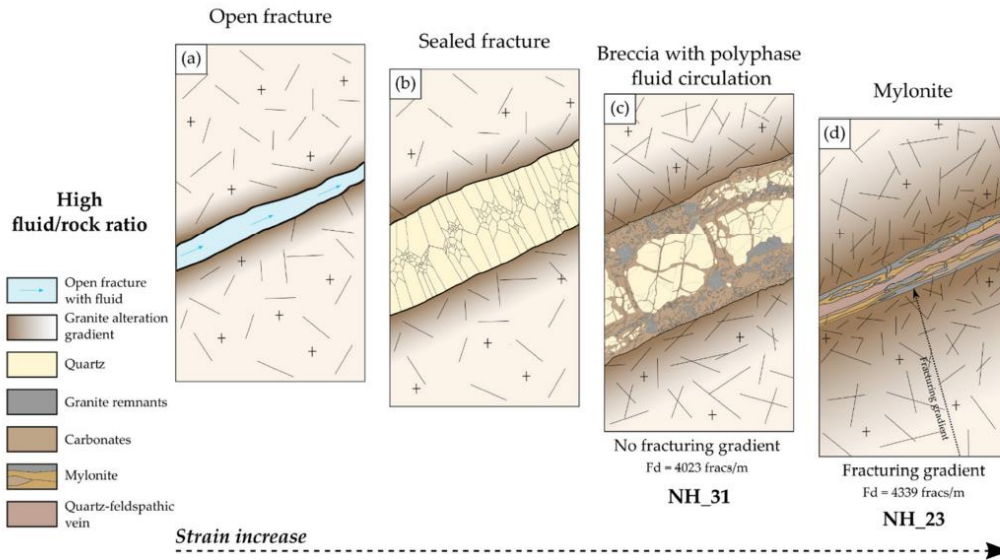 Open fracture
(a)
Sealed fracture
(b)
Breccia with polyphase
fluid circulation
(c)
No fracturing gradient
Fd = 4023 fracs/m
NH_31
Mylonite
(d)
Fracturing gradient
Fracturing gradient
Fd = 4339 fracs/m
NH_23
High
fluid/rock ratio
Open fracture
with fluid
Granite alteration
gradient
Quartz
Granite remnants
Carbonates
Mylonite
Quartz-feldspathic
vein
Strain increase